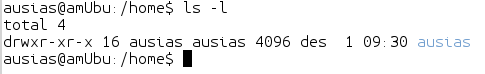 ausias@amUbu:/home$ ls -l
total 4
drwxr-xr-x 16 ausias ausias 4096 des  1 09:30 ausias
ausias@amUbu:/home$